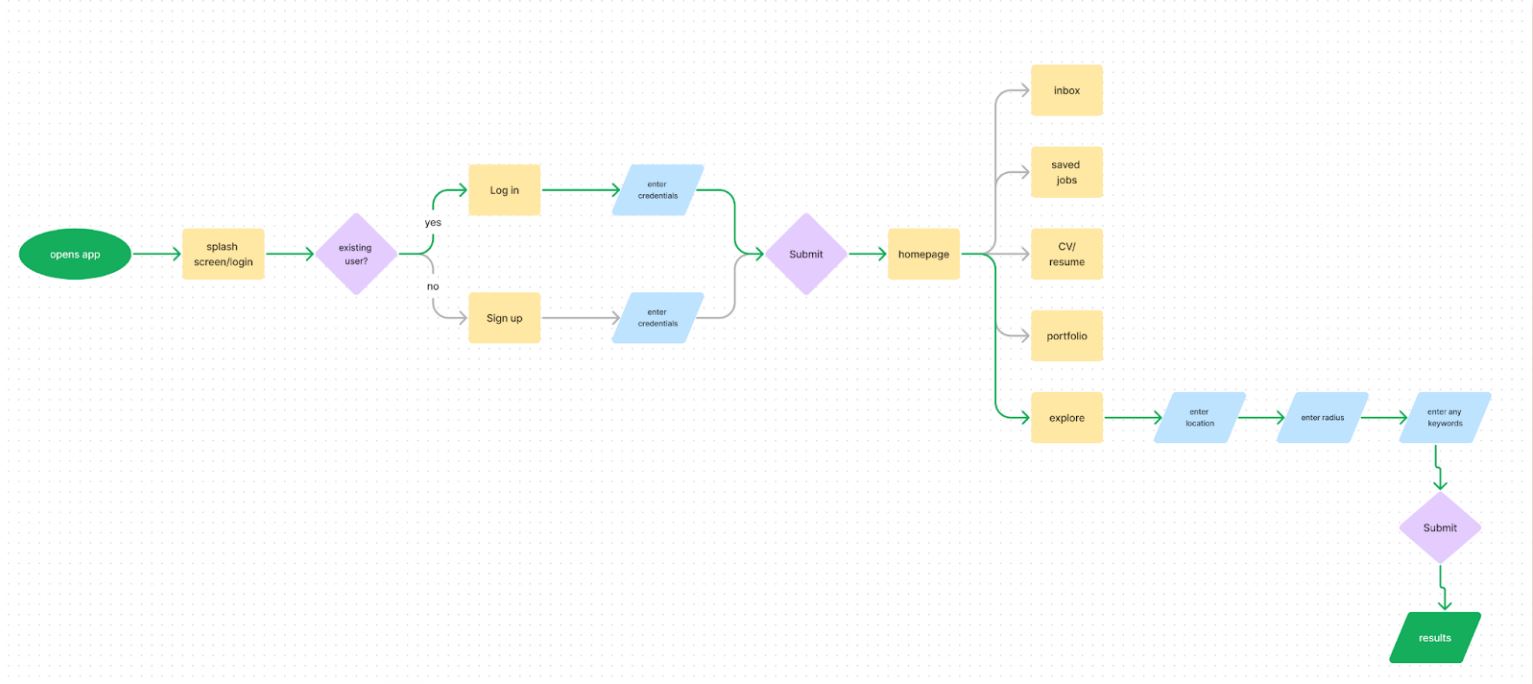 opens app
splash
screen/login
existing
user?
yes
no
Log in
enter
credentials
Sign up
enter
credentials
Submit
homepage
inbox
saved
jobs
CV/
resume
portfolio
explore
enter
location
enter radius
enter any
keywords
Submit
results